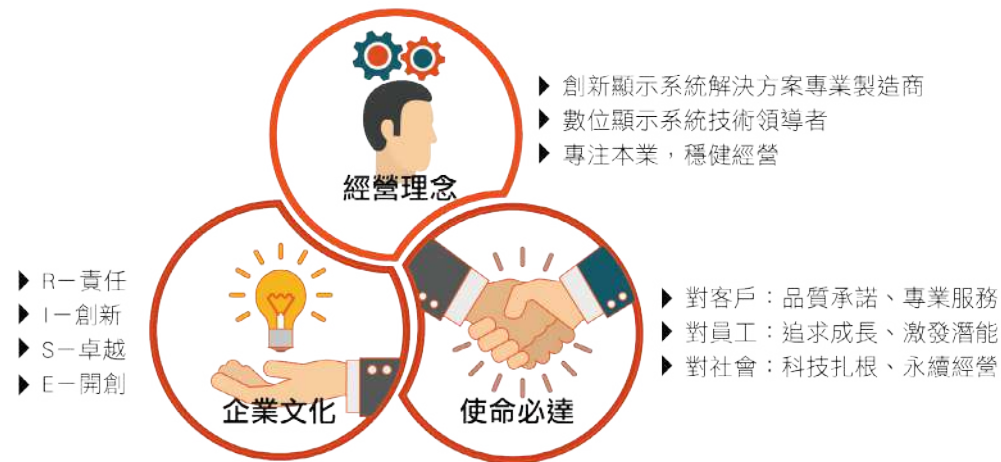 創新顯示系統解決方案專業製造商
數位顯示系統技術領導者
專注本業，穩健經營
經營理念
R－責任
I－創新
S－卓越
E－開創
企業文化
對客戶：品質承諾、專業服務
對員工：追求成長、激發潛能
對社會：科技扎根、永續經營
使命必達